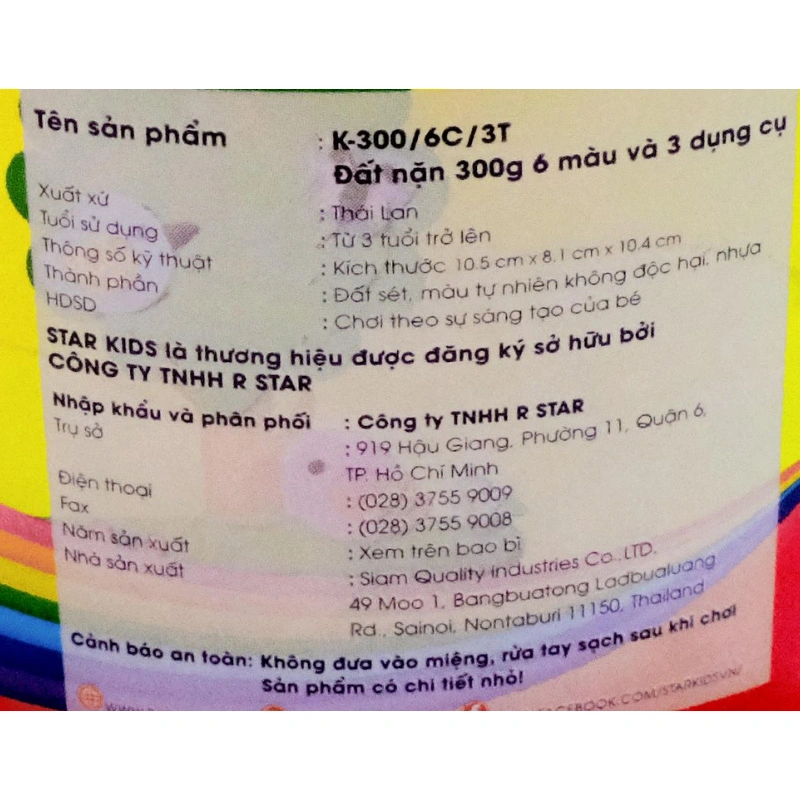 Tên sản phẩm : K-300/6C/3T
Đất nặn 300g 6 màu và 3 dụng cụ
Xuất xứ : Thái Lan
Tuổi sử dụng : Từ 3 tuổi trở lên
Thông số kỹ thuật : Kích thước 10.5 cm x 8.1 cm x 10.4 cm
Thành phần : Đất sét, màu tự nhiên không độc hại, nhựa
HDSD : Chơi theo sự sáng tạo của bé
STAR KIDS là thương hiệu được đăng ký sở hữu bởi
CÔNG TY TNHH R STAR
Nhập khẩu và phân phối : Công ty TNHH R STAR
Trụ sở : 919 Hậu Giang, Phường 11, Quận 6,
TP. Hồ Chí Minh
Điện thoại : (028) 3755 9009
Fax : (028) 3755 9008
Năm sản xuất : Xem trên bao bì
Nhà sản xuất : Siam Quality Industries Co.,LTD.
49 Moo 1, Bangbuatong Ladbualuang
Rd., Sainoi, Nontaburi 11150, Thailand
Cảnh báo an toàn: Không đưa vào miệng, rửa tay sạch sau khi chơi
Sản phẩm có chi tiết nhỏ!
FACEBOOK.COM/STARKIDSVN/